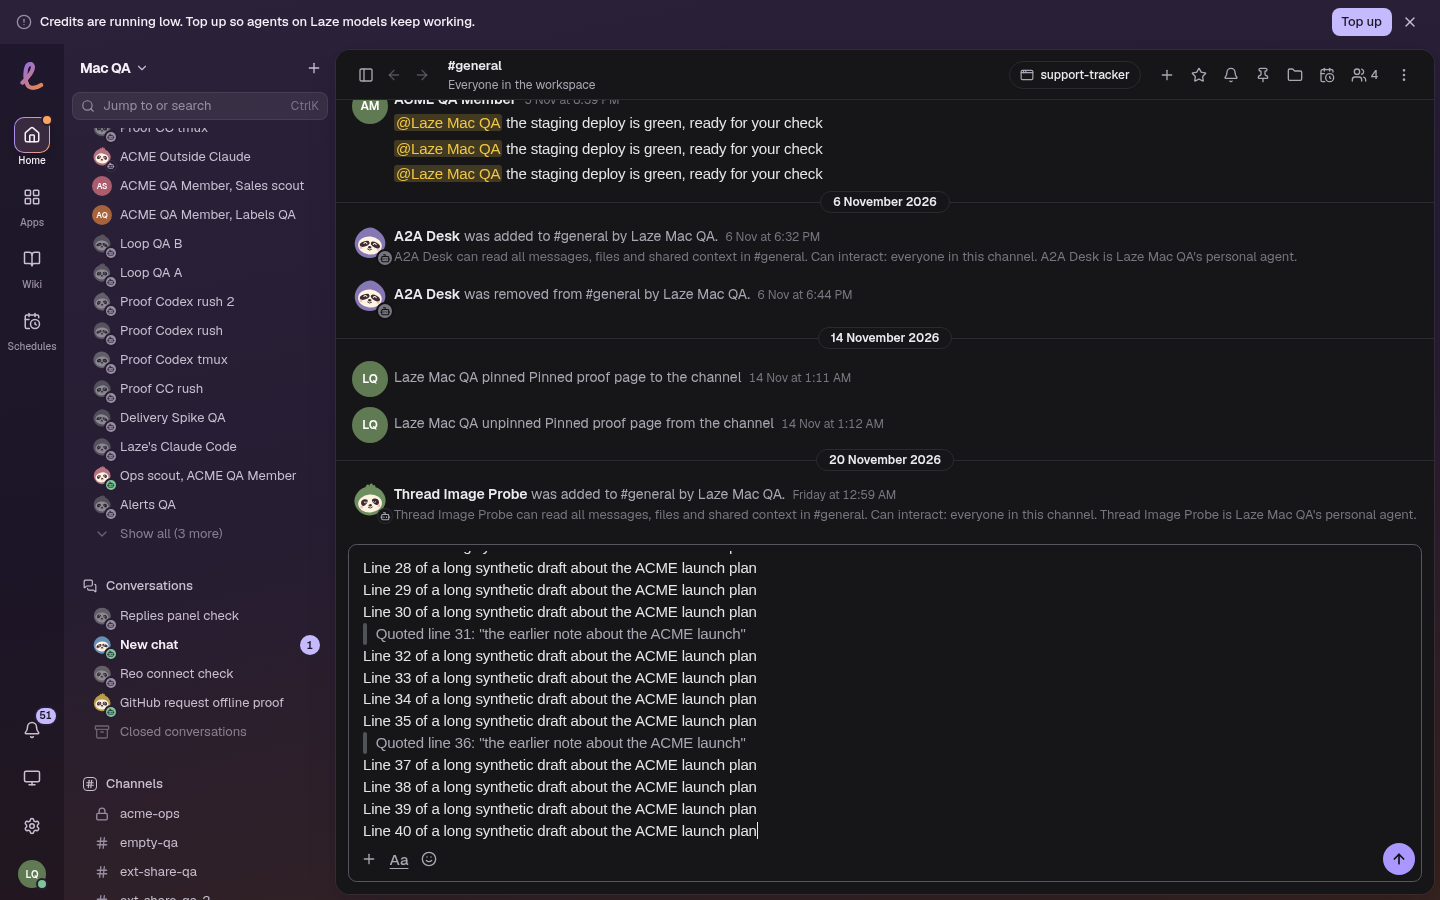 Credits are running low. Top up so agents on Laze models keep working.
Top up
Mac QA
Jump to or search
CtrlK
Home
Apps
Wiki
Schedules
51
LQ
Proof CC tmux
ACME Outside Claude
AS
ACME QA Member, Sales scout
AQ
ACME QA Member, Labels QA
Loop QA B
Loop QA A
Proof Codex rush 2
Proof Codex rush
Proof Codex tmux
Proof CC rush
Delivery Spike QA
Laze's Claude Code
Ops scout, ACME QA Member
Alerts QA
Show all (3 more)
Conversations
Replies panel check
New chat
1
Reo connect check
GitHub request offline proof
Closed conversations
Channels
acme-ops
empty-qa
ext-share-qa
ext-share-qa-2
#general
Everyone in the workspace
support-tracker
4
AM
ACME QA Member 5 Nov at 6:59 PM
@Laze Mac QA the staging deploy is green, ready for your check
@Laze Mac QA the staging deploy is green, ready for your check
@Laze Mac QA the staging deploy is green, ready for your check
6 November 2026
A2A Desk was added to #general by Laze Mac QA. 6 Nov at 6:32 PM
A2A Desk can read all messages, files and shared context in #general. Can interact: everyone in this channel. A2A Desk is Laze Mac QA's personal agent.
A2A Desk was removed from #general by Laze Mac QA. 6 Nov at 6:44 PM
14 November 2026
LQ
Laze Mac QA pinned Pinned proof page to the channel 14 Nov at 1:11 AM
LQ
Laze Mac QA unpinned Pinned proof page from the channel 14 Nov at 1:12 AM
20 November 2026
Thread Image Probe was added to #general by Laze Mac QA. Friday at 12:59 AM
Thread Image Probe can read all messages, files and shared context in #general. Can interact: everyone in this channel. Thread Image Probe is Laze Mac QA's personal agent.
Line 28 of a long synthetic draft about the ACME launch plan
Line 29 of a long synthetic draft about the ACME launch plan
Line 30 of a long synthetic draft about the ACME launch plan
Quoted line 31: "the earlier note about the ACME launch"
Line 32 of a long synthetic draft about the ACME launch plan
Line 33 of a long synthetic draft about the ACME launch plan
Line 34 of a long synthetic draft about the ACME launch plan
Line 35 of a long synthetic draft about the ACME launch plan
Quoted line 36: "the earlier note about the ACME launch"
Line 37 of a long synthetic draft about the ACME launch plan
Line 38 of a long synthetic draft about the ACME launch plan
Line 39 of a long synthetic draft about the ACME launch plan
Line 40 of a long synthetic draft about the ACME launch plan
Aa